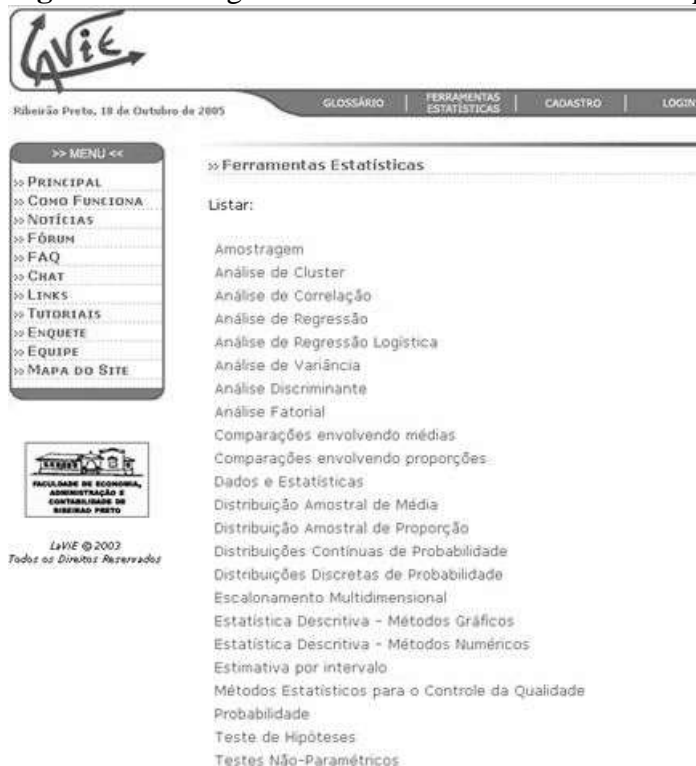 LAViE
Ribeirão Preto, 18 de Outubro de 2005
GLOSSÁRIO | FERRAMENTAS ESTATÍSTICAS | CADASTRO | LOGIN
>> MENU <<
» PRINCIPAL
» COMO FUNCIONA
» NOTÍCIAS
» FÓRUM
» FAQ
» CHAT
» LINKS
» TUTORIAIS
» ENQUETE
» EQUIPE
» MAPA DO SITE
FACULDADE DE ECONOMIA,
ADMINISTRAÇÃO E
CONTABILIDADE DE
RIBEIRAO PRETO
LaViE @ 2003
Todos os Direitos Reservados
» Ferramentas Estatísticas
Listar:
Amostragem
Análise de Cluster
Análise de Correlação
Análise de Regressão
Análise de Regressão Logística
Análise de Variância
Análise Discriminante
Análise Fatorial
Comparações envolvendo médias
Comparações envolvendo proporções
Dados e Estatísticas
Distribuição Amostral de Média
Distribuição Amostral de Proporção
Distribuições Contínuas de Probabilidade
Distribuições Discretas de Probabilidade
Escalonamento Multidimensional
Estatística Descritiva - Métodos Gráficos
Estatística Descritiva - Métodos Numéricos
Estimativa por intervalo
Métodos Estatísticos para o Controle da Qualidade
Probabilidade
Teste de Hipóteses
Testes Não-Paramétricos